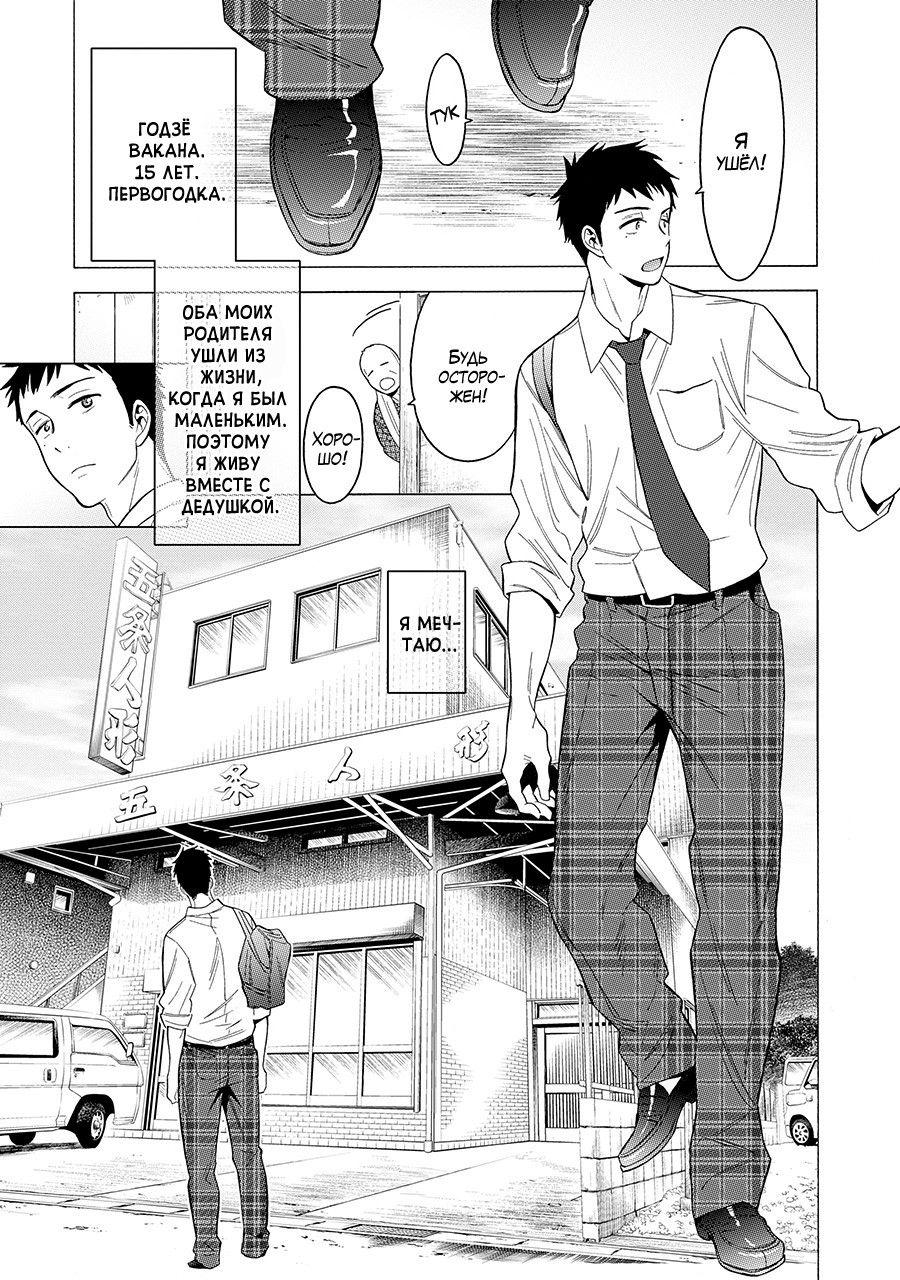 Я
УШЁЛ!
ТУК
ГОДЗЁ
ВАКАНА.
15 ЛЕТ.
ПЕРВОГОДКА.
БУДЬ
ОСТОРО-
ЖЕН!
ХОРО-
ШО!
ОБА МОИХ
РОДИТЕЛЯ
УШЛИ ИЗ
ЖИЗНИ,
КОГДА Я БЫЛ
МАЛЕНЬКИМ.
ПОЭТОМУ
Я ЖИВУ
ВМЕСТЕ С
ДЕДУШКОЙ.
Я МЕЧ-
ТАЮ...
五条人形
五条人形